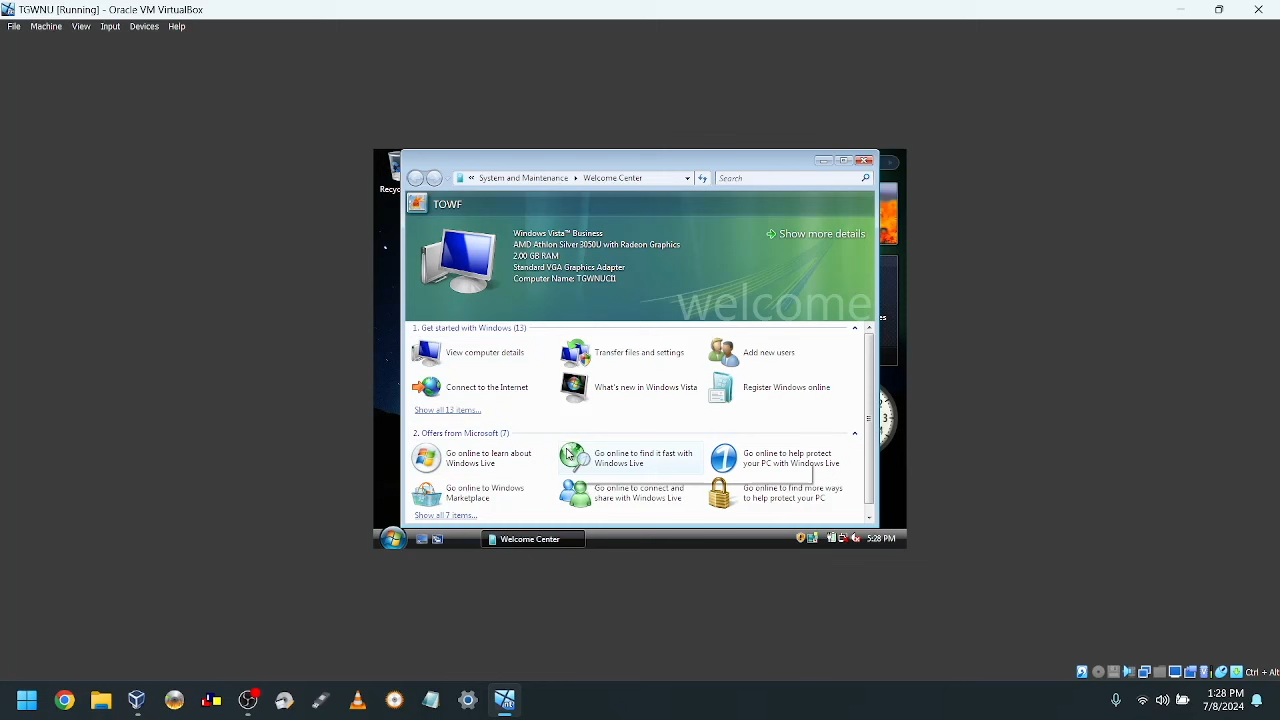 TGWNU [Running] - Oracle VM VirtualBox
File Machine View Input Devices Help
« System and Maintenance ▸ Welcome Center
Search
TOWF
Windows Vista™ Business
AMD Athlon Silver 3050U with Radeon Graphics
2.00 GB RAM
Standard VGA Graphics Adapter
Show more details
welcome
1. Get started with Windows (13)
View computer details
Transfer files and settings
Add new users
Connect to the Internet
What's new in Windows Vista
Register Windows online
Show all 13 items...
2. Offers from Microsoft (7)
Go online to learn about
Windows Live
Go online to find it fast with
Windows Live
Go online to help protect
your PC with Windows Live
Go online to Windows
Marketplace
Go online to connect and
share with Windows Live
Go online to find more ways
to help protect your PC
Show all 7 items...
Welcome Center
5:28 PM
Ctrl + Alt
1:28 PM
7/8/2024